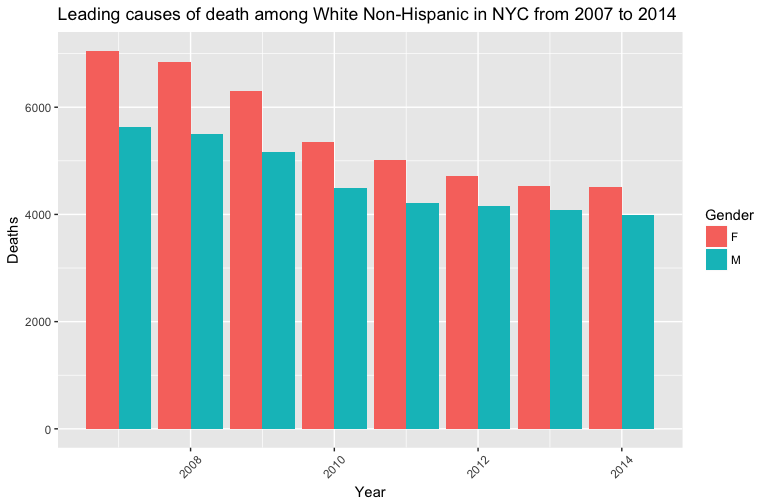 Leading causes of death among White Non-Hispanic in NYC from 2007 to 2014
6000
4000
2000
0
Deaths
2008
2010
2012
2014
Year
Gender
F
M